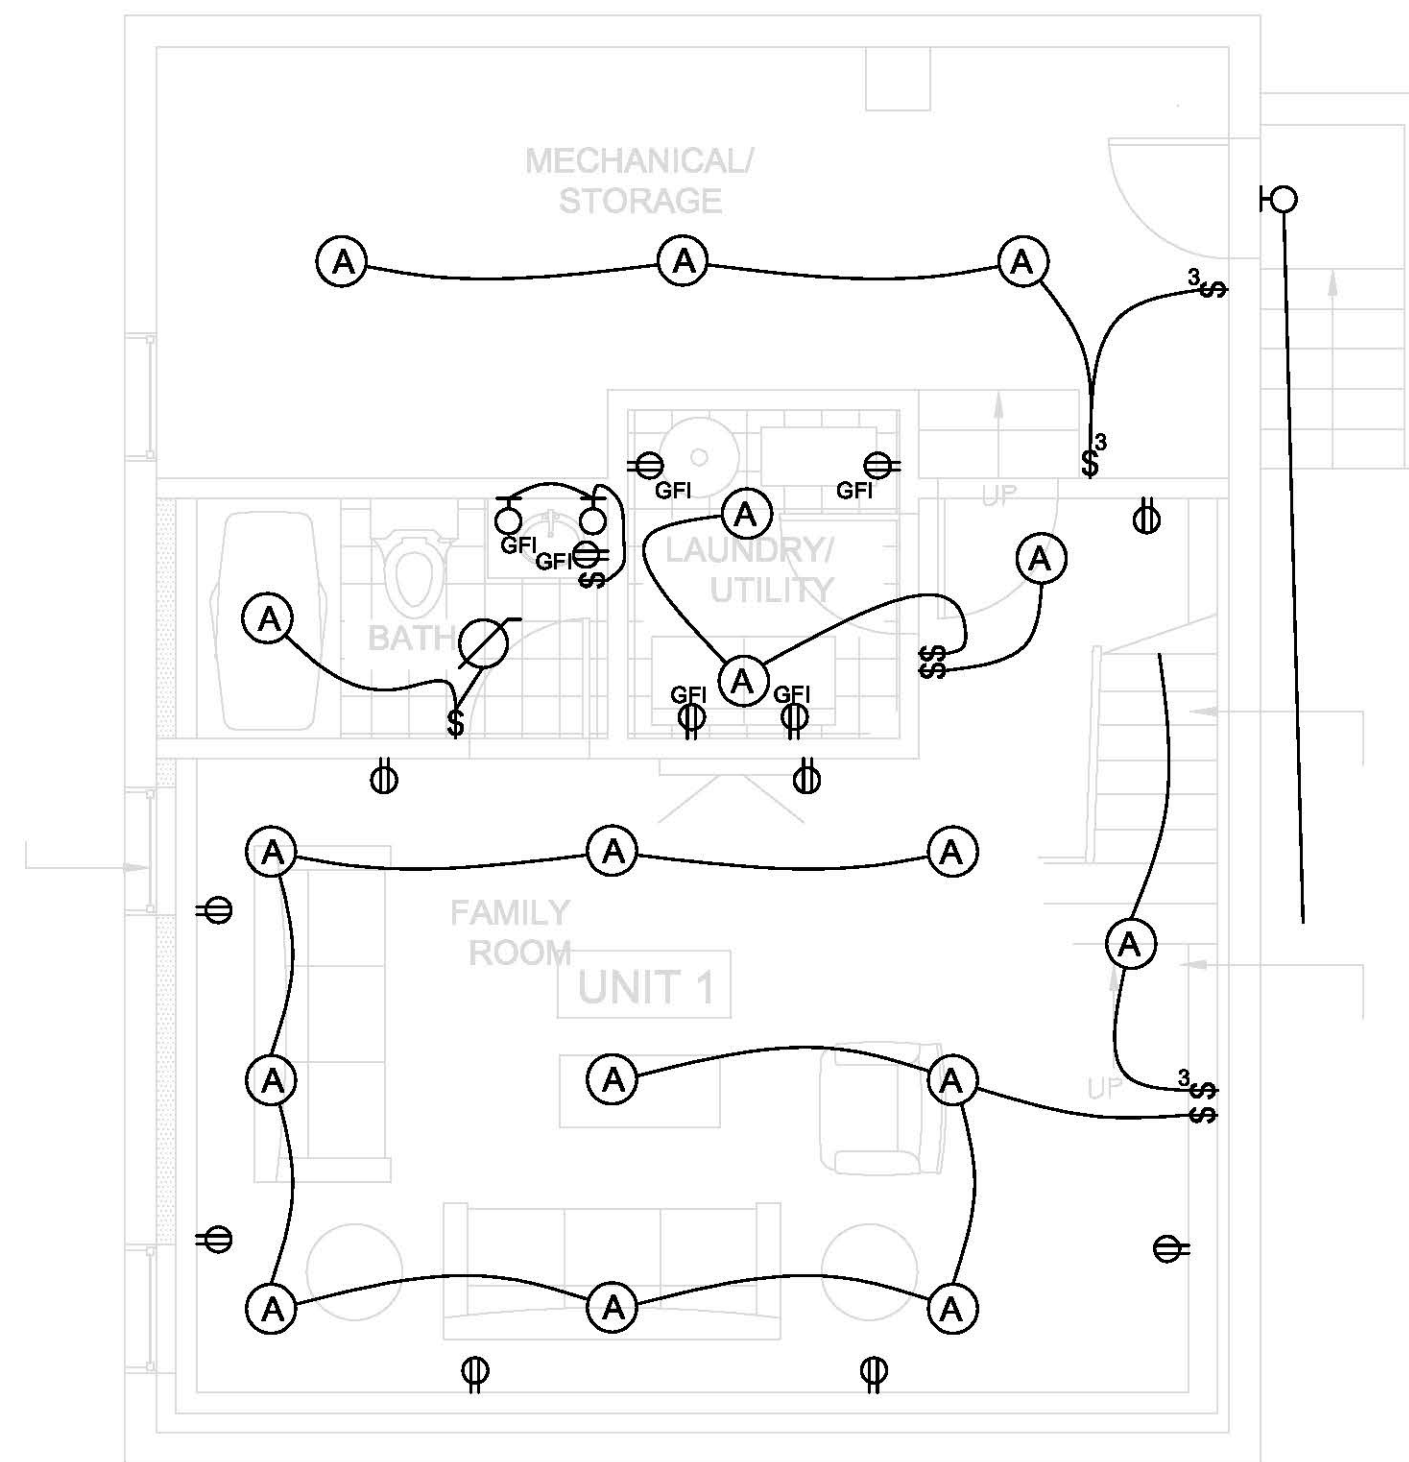 MECHANICAL/
STORAGE
A
A
A
3
$
3
$
GFI
GFI
UP
A
GFI
GFI
$
LAUNDRY/
UTILITY
A
A
BATH
$
$
A
GFI
GFI
$
A
A
A
FAMILY
ROOM
A
UNIT 1
A
A
A
UP
3
$
$
A
A
A